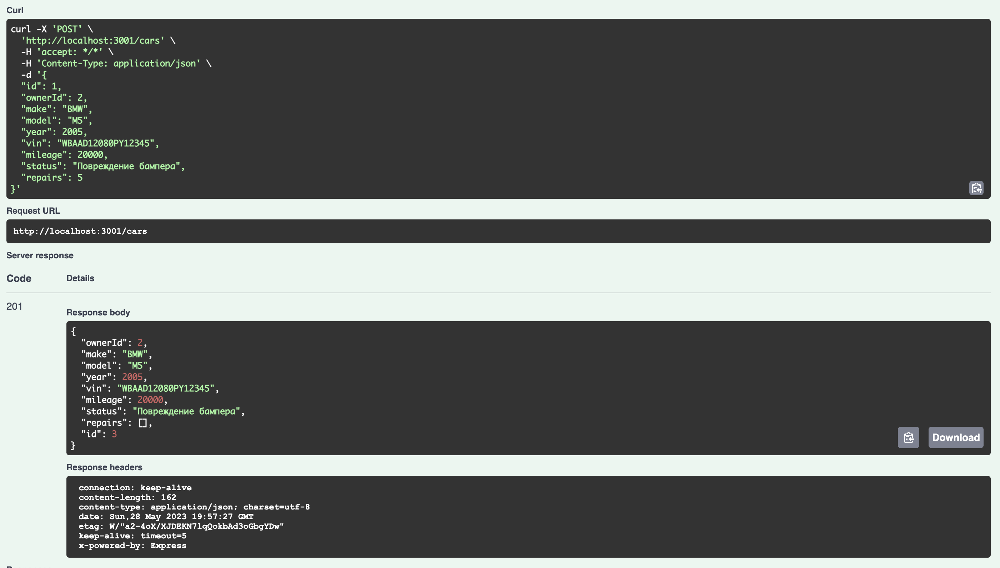 Curl
curl -X 'POST' \
  'http://localhost:3001/cars' \
  -H 'accept: */*' \
  -H 'Content-Type: application/json' \
  -d '{
  "id": 1,
  "ownerId": 2,
  "make": "BMW",
  "model": "M5",
  "year": 2005,
  "vin": "WBAAD12080PY12345",
  "mileage": 20000,
  "status": "Повреждение бампера",
  "repairs": 5
}'
Request URL
http://localhost:3001/cars
Server response
Code Details
201
Response body
{
  "ownerId": 2,
  "make": "BMW",
  "model": "M5",
  "year": 2005,
  "vin": "WBAAD12080PY12345",
  "mileage": 20000,
  "status": "Повреждение бампера",
  "repairs": [],
  "id": 3
}
Download
Response headers
connection: keep-alive
content-length: 162
content-type: application/json; charset=utf-8
date: Sun,28 May 2023 19:57:27 GMT
etag: W/"a2-4oX/XJDEKN7lqQokbAd3oGbgYDw"
keep-alive: timeout=5
x-powered-by: Express